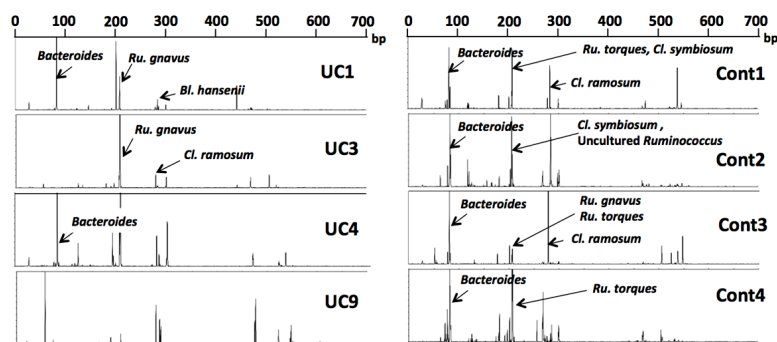 0 100 200 300 400 500 600 700
bp
Bacteroides
Ru. gnavus
Bl. hansenii
UC1
Ru. gnavus
Cl. ramosum
UC3
Bacteroides
UC4
UC9
0 100 200 300 400 500 600 700
bp
Bacteroides
Ru. torques, Cl. symbiosum
Cl. ramosum
Cont1
Bacteroides
Cl. symbiosum ,
Uncultured Ruminococcus
Cont2
Bacteroides
Ru. gnavus
Ru. torques
Cl. ramosum
Cont3
Bacteroides
Ru. torques
Cont4